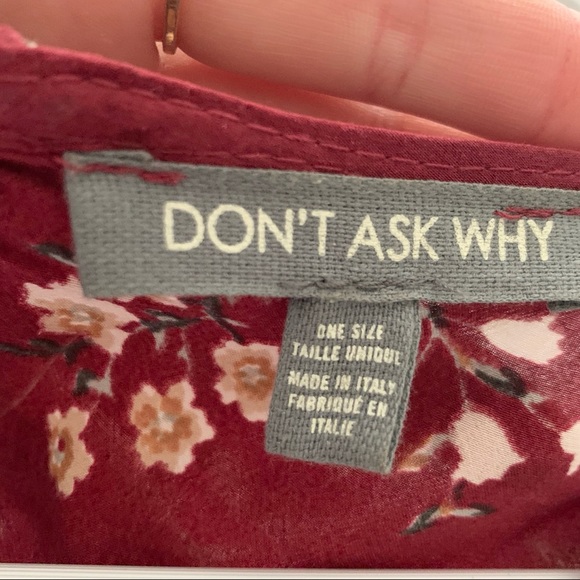 DON'T ASK WHY
ONE SIZE
TAILLE UNIQUE
MADE IN ITALY
FABRIQUÉ EN
ITALIE